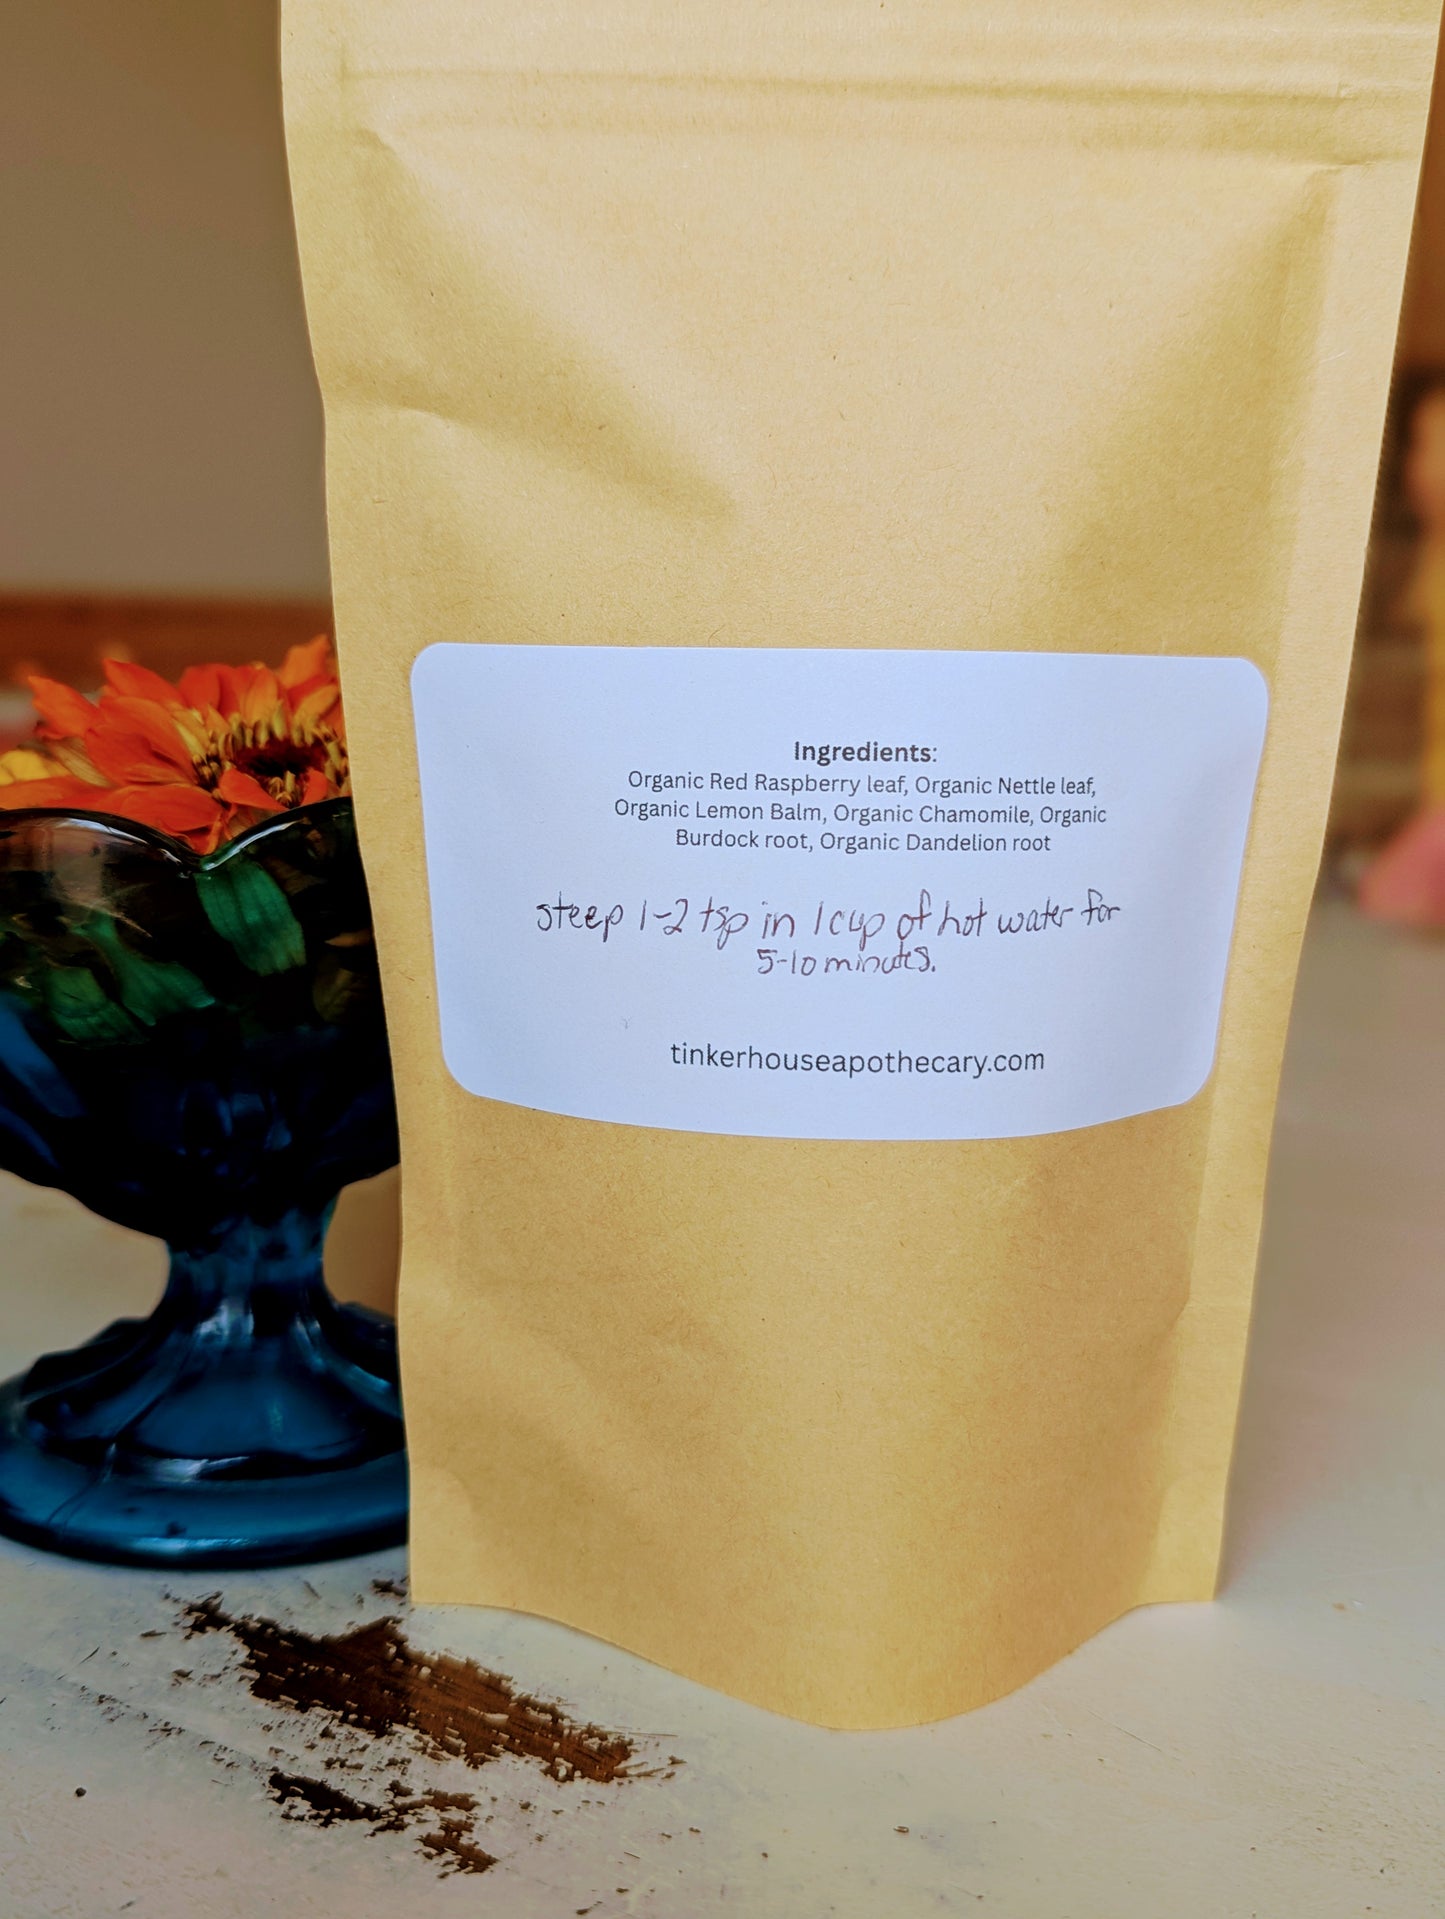 Ingredients:
Organic Red Raspberry leaf, Organic Nettle leaf,
Organic Lemon Balm, Organic Chamomile, Organic
Burdock root, Organic Dandelion root
steep 1-2 tsp in 1 cup of hot water for
5-10 minutes.
tinkerhouseapothecary.com